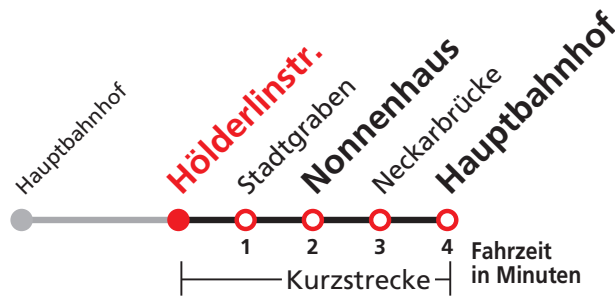 Hauptbahnhof
Hölderlinstr.
Stadtgraben
Nonnenhaus
Neckarbrücke
Hauptbahnhof
1 2 3 4 Fahrzeit
in Minuten
Kurzstrecke